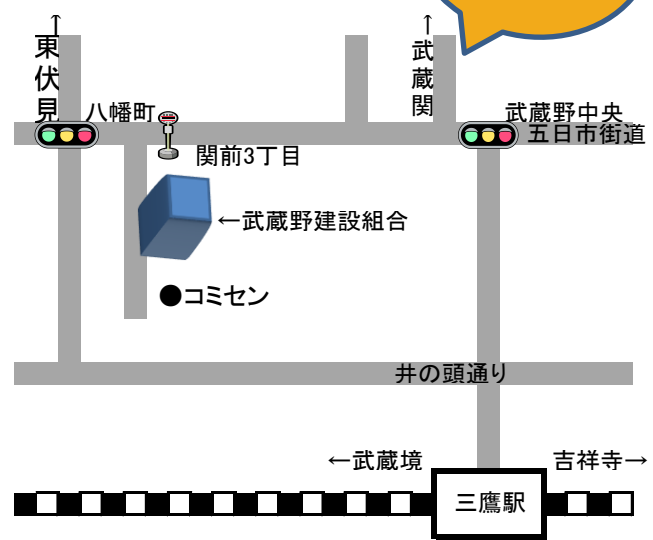 ↑
東伏見
↑
武蔵関
八幡町
武蔵野中央
五日市街道
関前3丁目
←武蔵野建設組合
●コミセン
井の頭通り
←武蔵境
吉祥寺→
三鷹駅